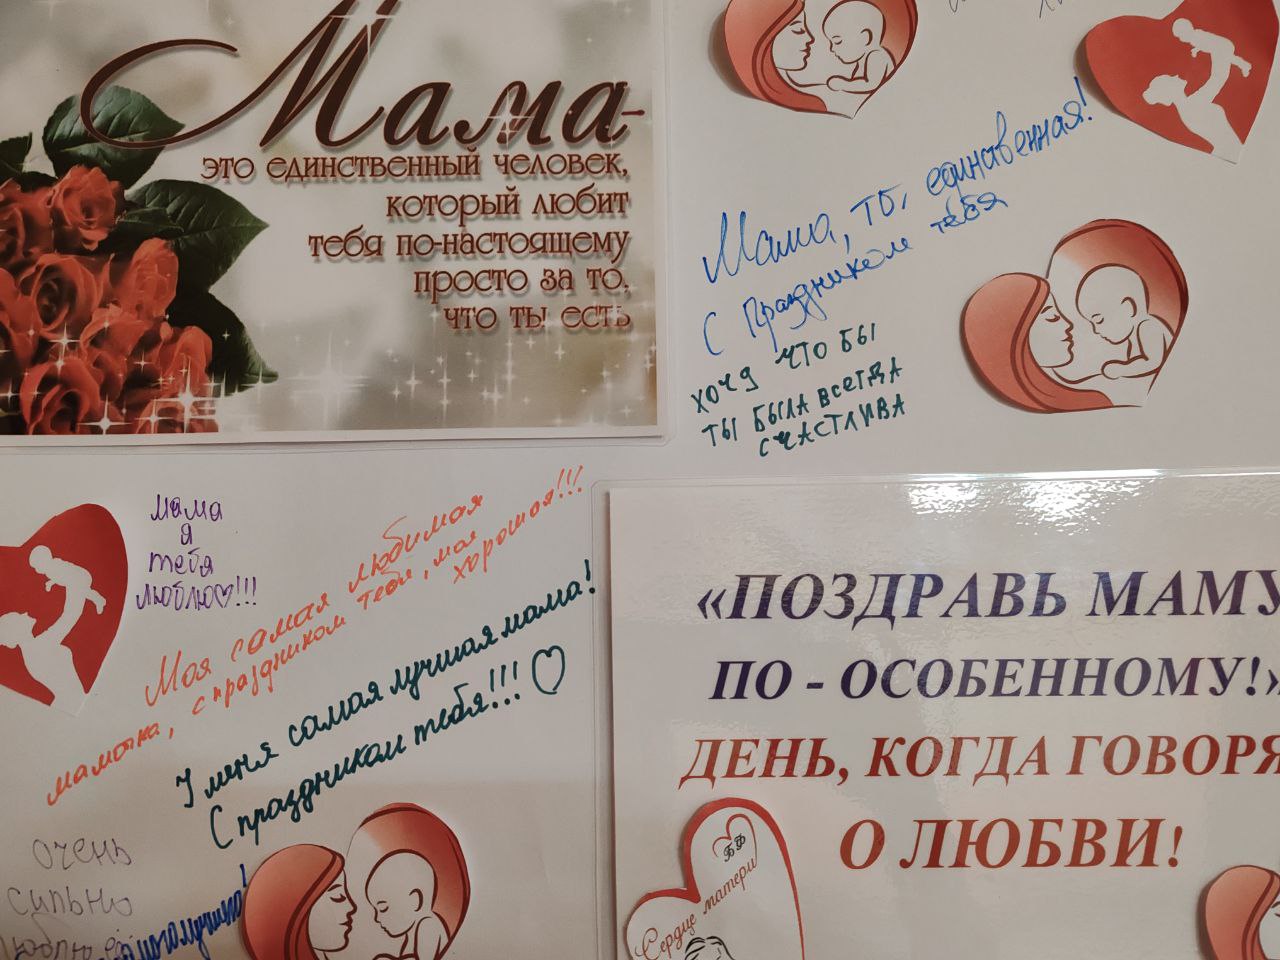 Мама-
это единственный человек,
который любит
тебя по-настоящему
просто за то,
что ты есть
Мама, ты единственная!
С Праздником тебя
ХОЧУ ЧТО БЫ
ТЫ БЫЛА ВСЕГДА
СЧАСТЛИВА
мама
я
тебя
люблю♡!!!
Моя самая любимая
мамочка, с праздником тебя, моя
хорошая!!!
У меня самая лучшая мама!
С праздником тебя!!! ♡
очень
сильно
люблю
«ПОЗДРАВЬ МАМУ
ПО - ОСОБЕННОМУ!»
ДЕНЬ, КОГДА ГОВОРЯ
О ЛЮБВИ!
БФ
Сердце матери